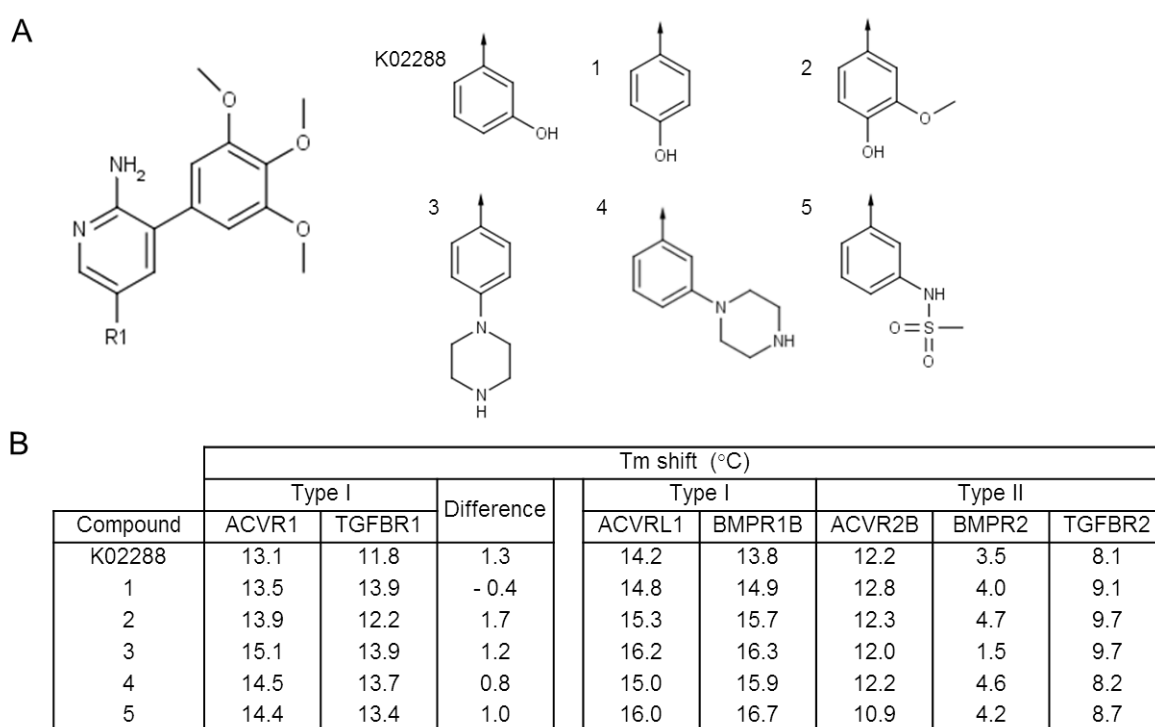 A
K02288
1
2
O
O
O
NH₂
N
R1
OH
OH
O
OH
3
4
5
N
N
H
N
NH
NH
O
S
O
B
Tm shift (°C)
Type I Difference Type I Type II
Compound ACVR1 TGFBR1 ACVRL1 BMPR1B ACVR2B BMPR2 TGFBR2
K02288 13.1 11.8 1.3 14.2 13.8 12.2 3.5 8.1
1 13.5 13.9 - 0.4 14.8 14.9 12.8 4.0 9.1
2 13.9 12.2 1.7 15.3 15.7 12.3 4.7 9.7
3 15.1 13.9 1.2 16.2 16.3 12.0 1.5 9.7
4 14.5 13.7 0.8 15.0 15.9 12.2 4.6 8.2
5 14.4 13.4 1.0 16.0 16.7 10.9 4.2 8.7